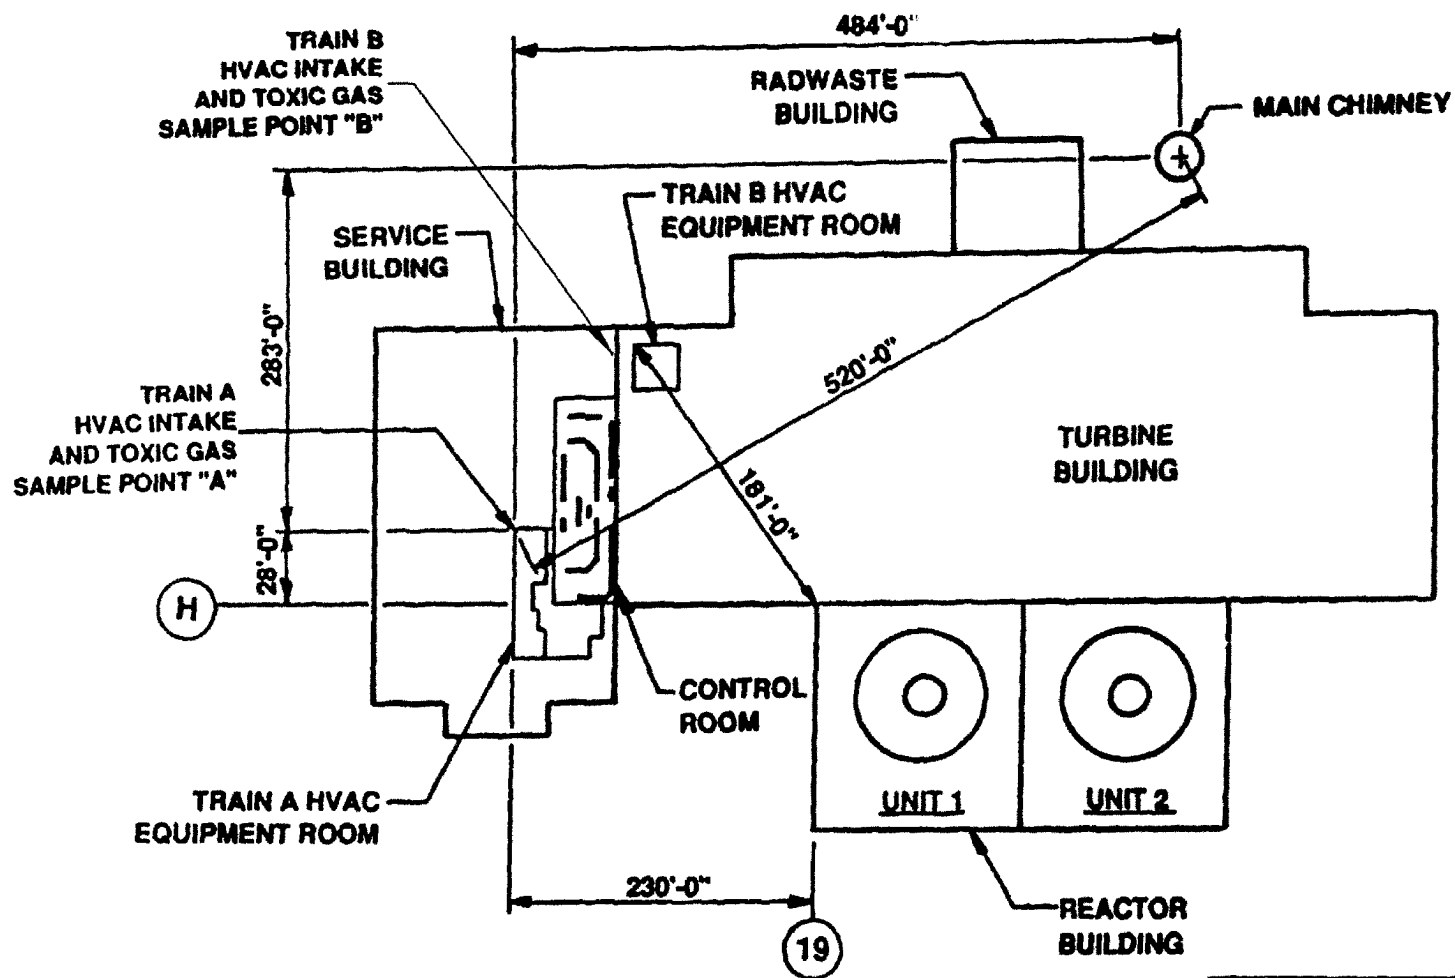 484'-0"
TRAIN B
HVAC INTAKE
AND TOXIC GAS
SAMPLE POINT "B"
RADWASTE
BUILDING
MAIN CHIMNEY
TRAIN B HVAC
EQUIPMENT ROOM
SERVICE
BUILDING
283'-0"
520'-0"
TRAIN A
HVAC INTAKE
AND TOXIC GAS
SAMPLE POINT "A"
TURBINE
BUILDING
181'-0"
28'-0"
H
CONTROL
ROOM
TRAIN A HVAC
EQUIPMENT ROOM
UNIT 1
UNIT 2
230'-0"
REACTOR
BUILDING
19